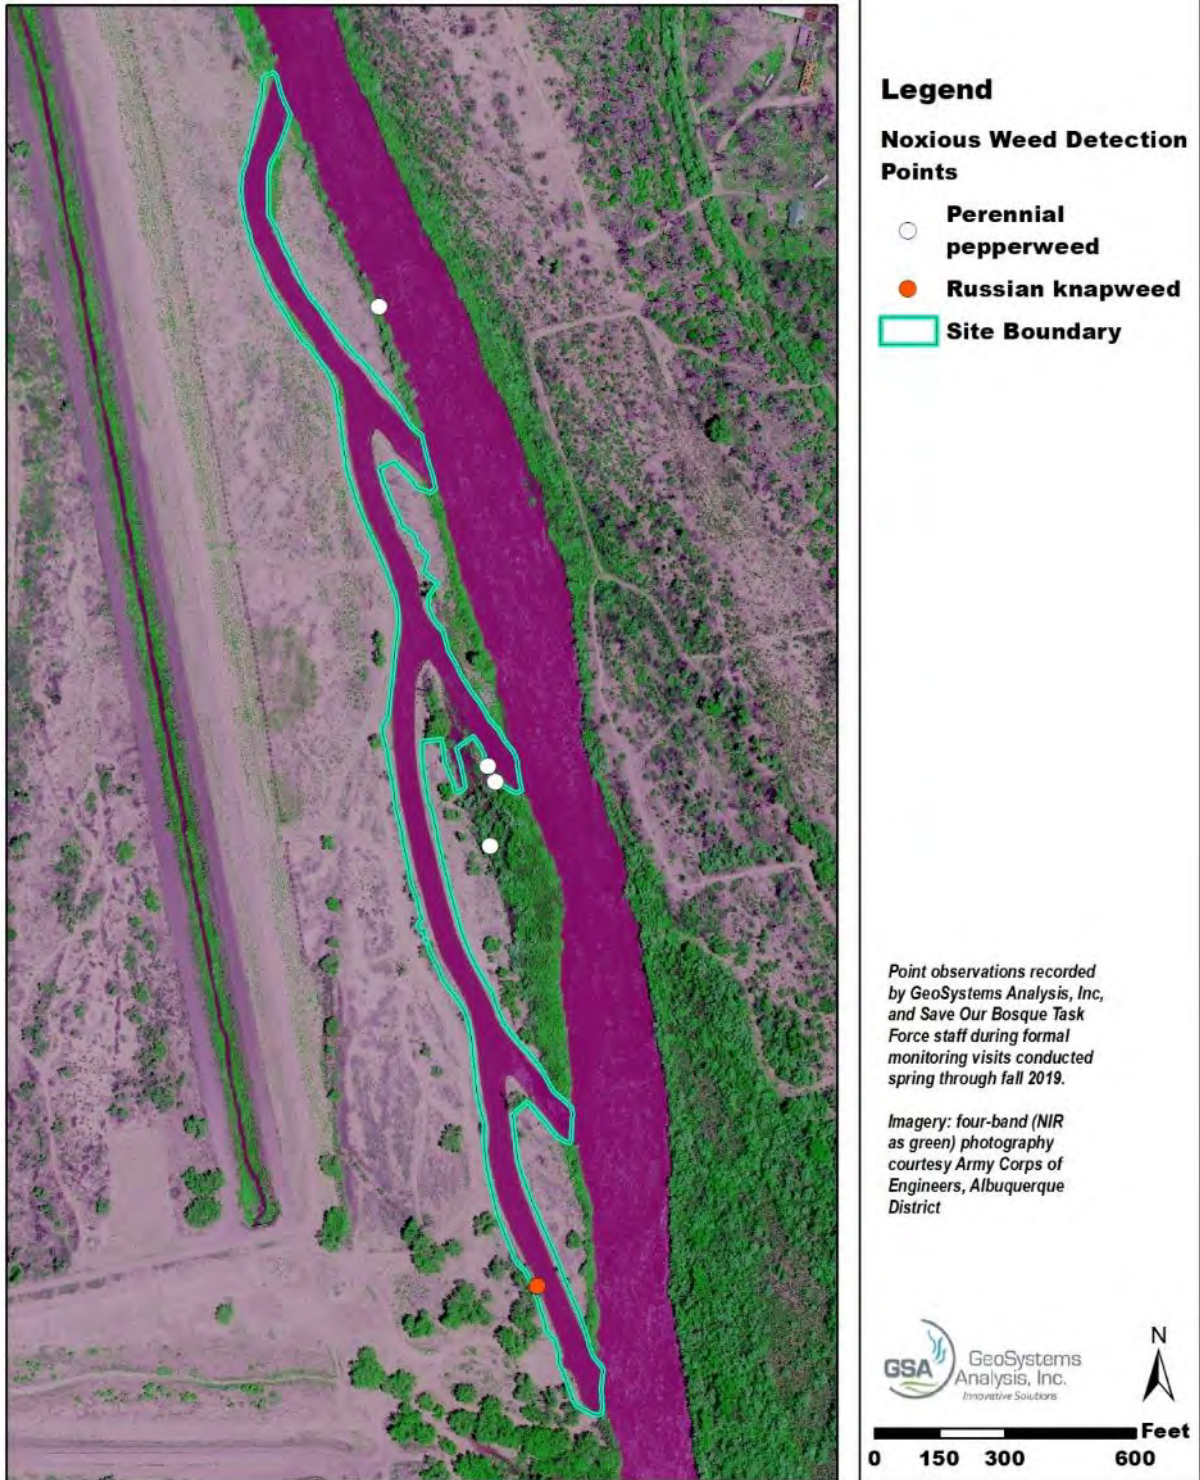 Legend
Noxious Weed Detection
Points
Perennial
pepperweed
Russian knapweed
Site Boundary
Point observations recorded
by GeoSystems Analysis, Inc,
and Save Our Bosque Task
Force staff during formal
monitoring visits conducted
spring through fall 2019.
Imagery: four-band (NIR
as green) photography
courtesy Army Corps of
Engineers, Albuquerque
District
GSA
GeoSystems
Analysis, Inc.
Innovative Solutions
N
Feet
0 150 300 600